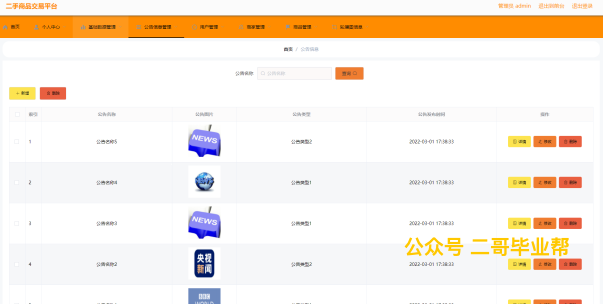 二手商品交易平台
管理员 admin 退出到前台 退出登录
首页 个人中心 基础数据管理 公告信息管理 用户管理 商家管理 商品管理 轮播图信息
首页 / 公告信息
公告名称 公告名称 查询
+ 新增 删除
索引 公告名称 公告图片 公告类型 公告发布时间 操作
1 公告名称5 NEWS 公告类型2 2022-03-01 17:38:33 详情 修改 删除
2 公告名称4 公告类型1 2022-03-01 17:38:33 详情 修改 删除
3 公告名称3 NEWS 公告类型1 2022-03-01 17:38:33 详情 修改 删除
公众号 二哥毕业帮
4 公告名称2 央视新闻 公告类型2 2022-03-01 17:38:33 详情 修改 删除
BBC
WORLD